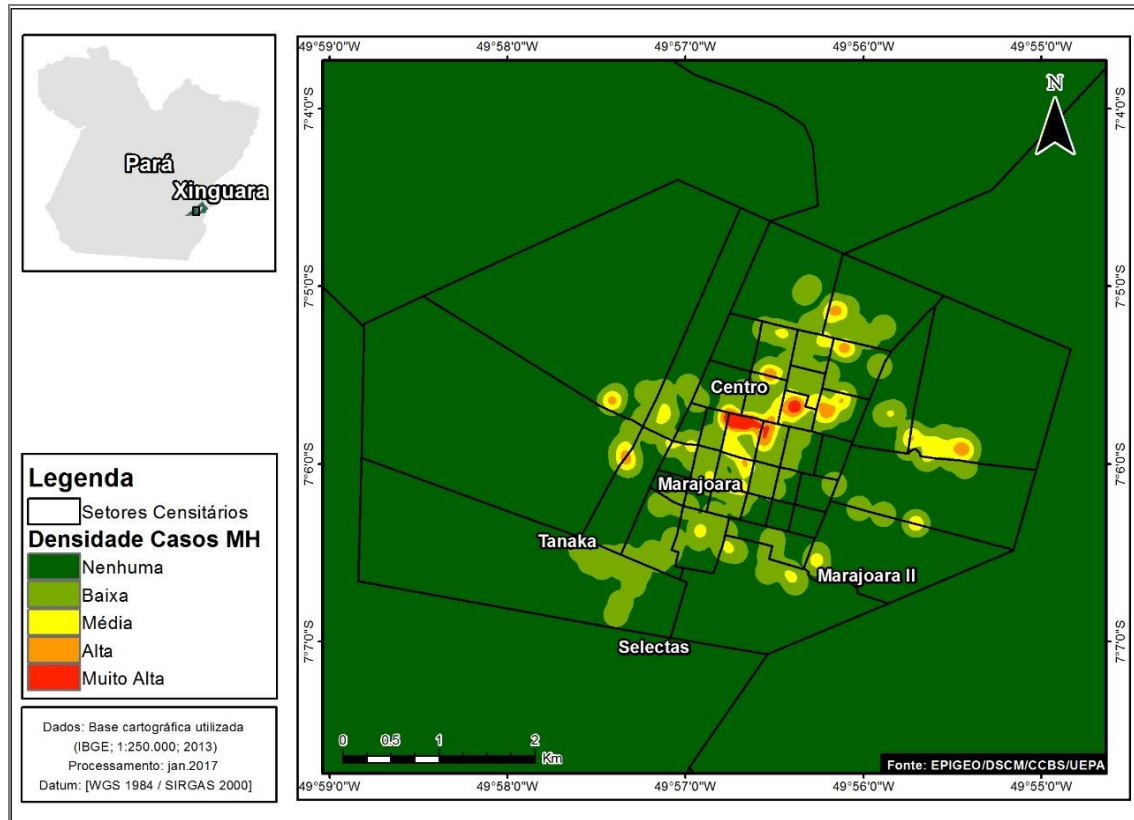 Pará
Xinguara
Legenda
Setores Censitários
Densidade Casos MH
Nenhuma
Baixa
Média
Alta
Muito Alta
Dados: Base cartográfica utilizada
(IBGE; 1:250.000; 2013)
Processamento: jan.2017
Datum: [WGS 1984 / SIRGAS 2000]
49°59'0"W 49°58'0"W 49°57'0"W 49°56'0"W 49°55'0"W
N
7°4'0"S 7°4'0"S
7°5'0"S 7°5'0"S
Centro
7°6'0"S 7°6'0"S
Marajoara
Tanaka
Marajoara II
Selectas
7°7'0"S 7°7'0"S
0 0.5 1 2
Km
Fonte: EPIGEO/DSCM/CCBS/UEPA
49°59'0"W 49°58'0"W 49°57'0"W 49°56'0"W 49°55'0"W